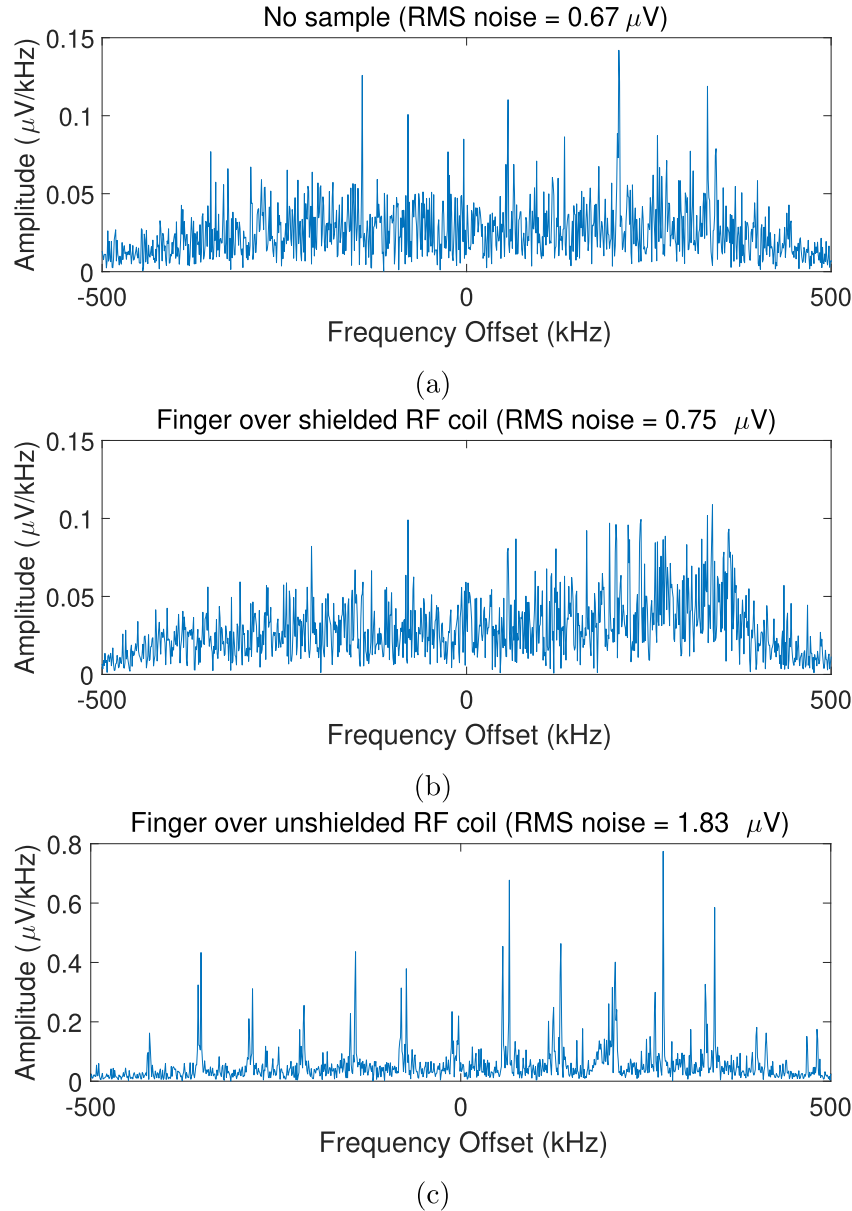 No sample (RMS noise = 0.67 μV)
0.15
0.1
0.05
0
Amplitude (μV/kHz)
-500 0 500
Frequency Offset (kHz)
(a)
Finger over shielded RF coil (RMS noise = 0.75 μV)
0.15
0.1
0.05
0
Amplitude (μV/kHz)
-500 0 500
Frequency Offset (kHz)
(b)
Finger over unshielded RF coil (RMS noise = 1.83 μV)
0.8
0.6
0.4
0.2
0
Amplitude (μV/kHz)
-500 0 500
Frequency Offset (kHz)
(c)